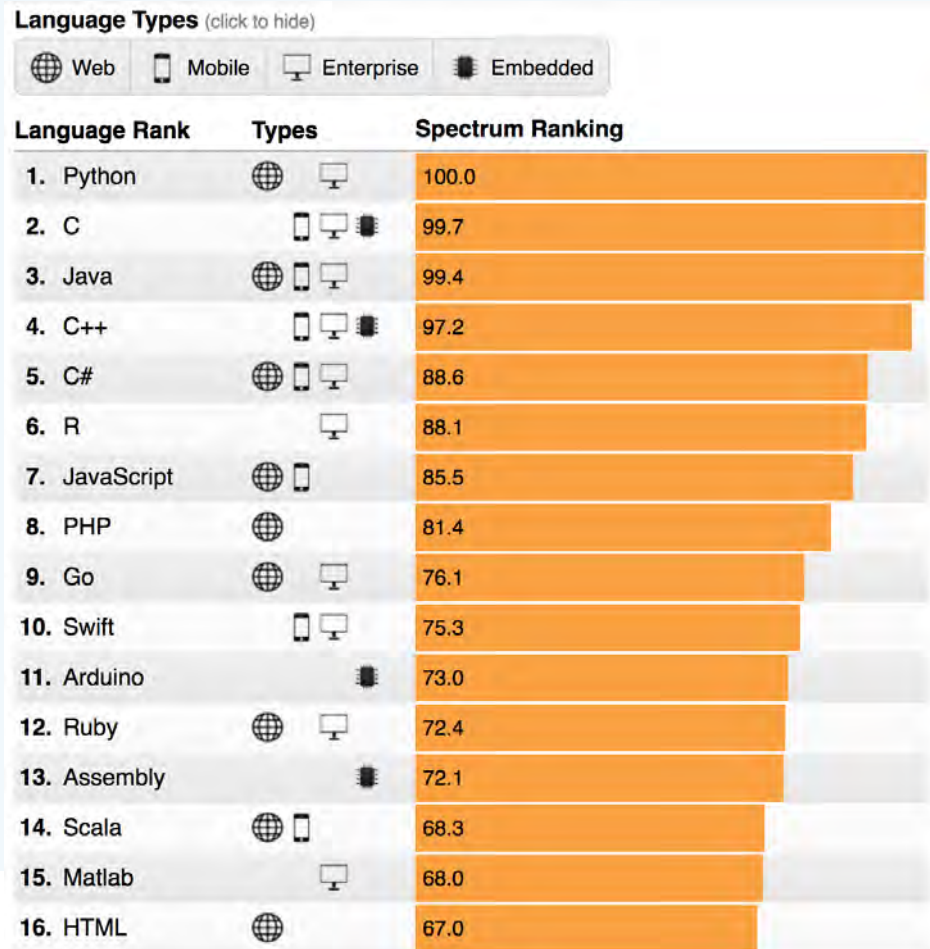 Language Types (click to hide)
Web Mobile Enterprise Embedded
Language Rank Types Spectrum Ranking
1. Python 100.0
2. C 99.7
3. Java 99.4
4. C++ 97.2
5. C# 88.6
6. R 88.1
7. JavaScript 85.5
8. PHP 81.4
9. Go 76.1
10. Swift 75.3
11. Arduino 73.0
12. Ruby 72.4
13. Assembly 72.1
14. Scala 68.3
15. Matlab 68.0
16. HTML 67.0